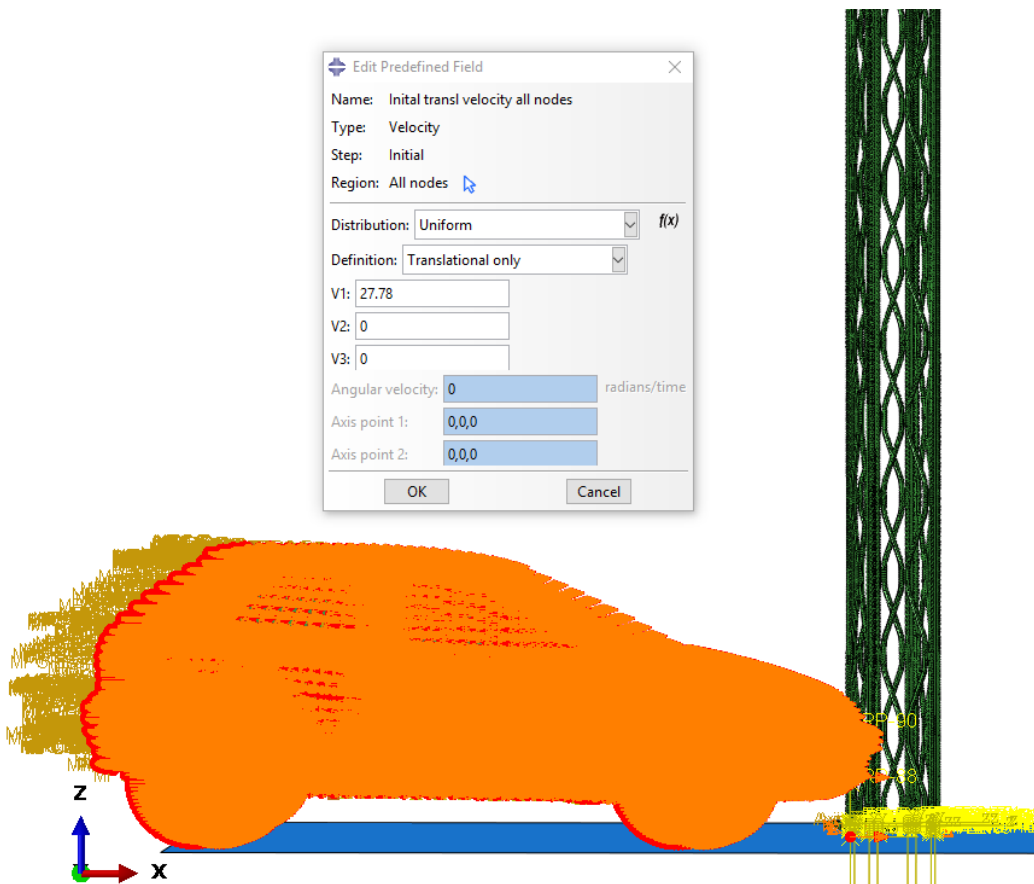 Edit Predefined Field
Name: Inital transl velocity all nodes
Type: Velocity
Step: Initial
Region: All nodes
Distribution: Uniform f(x)
Definition: Translational only
V1: 27.78
V2: 0
V3: 0
Angular velocity: 0 radians/time
Axis point 1: 0,0,0
Axis point 2: 0,0,0
OK Cancel
RP-90
Z
X